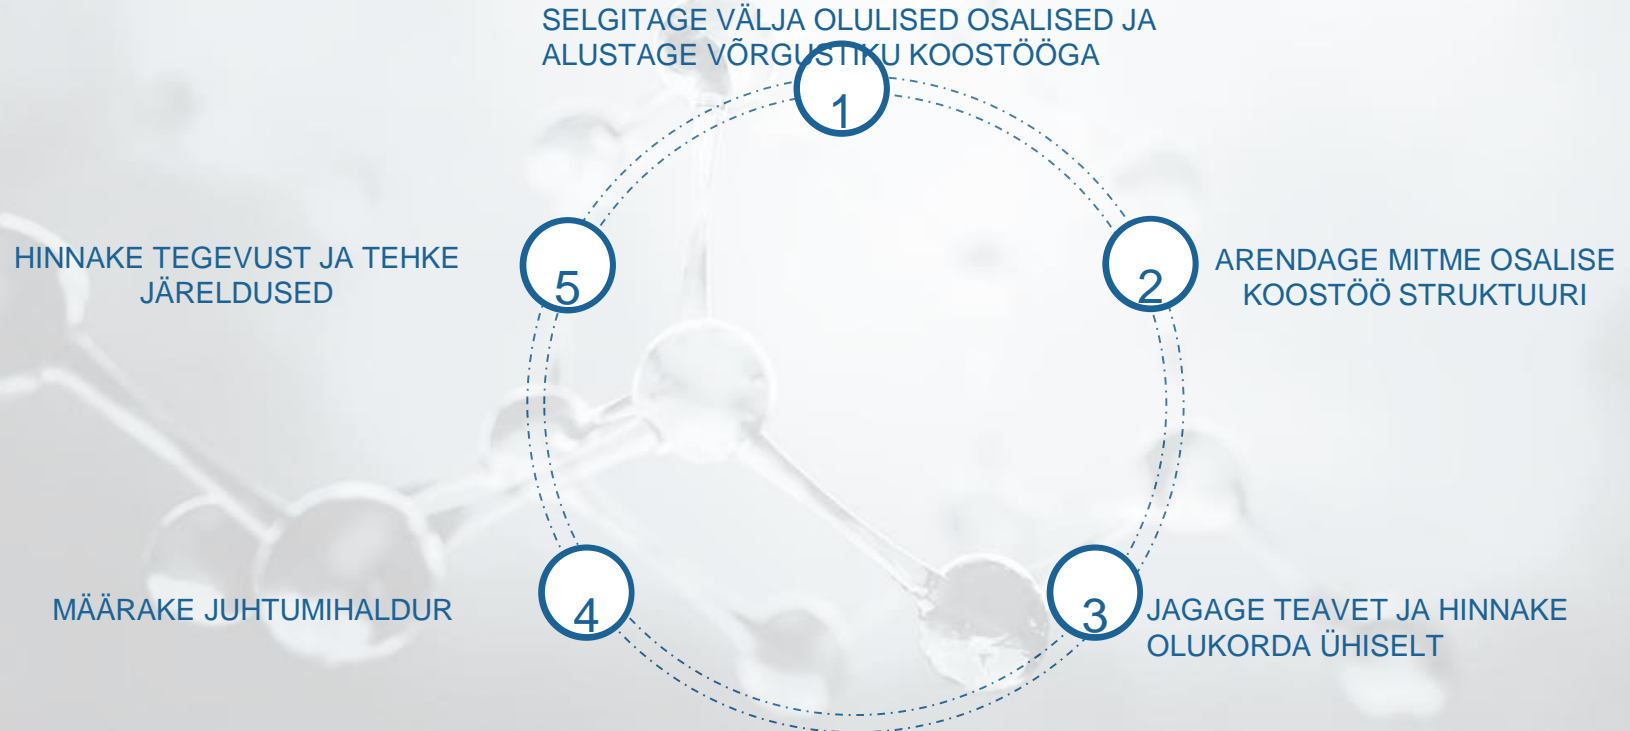 SELGITAGE VÄLJA OLULISED OSALISED JA
ALUSTAGE VÕRGUSTIKU KOOSTÖÖGA
1
2
ARENDAGE MITME OSALISE
KOOSTÖÖ STRUKTUURI
3
JAGAGE TEAVET JA HINNAKE
OLUKORDA ÜHISELT
4
MÄÄRAKE JUHTUMIHALDUR
5
HINNAKE TEGEVUST JA TEHKE
JÄRELDUSED